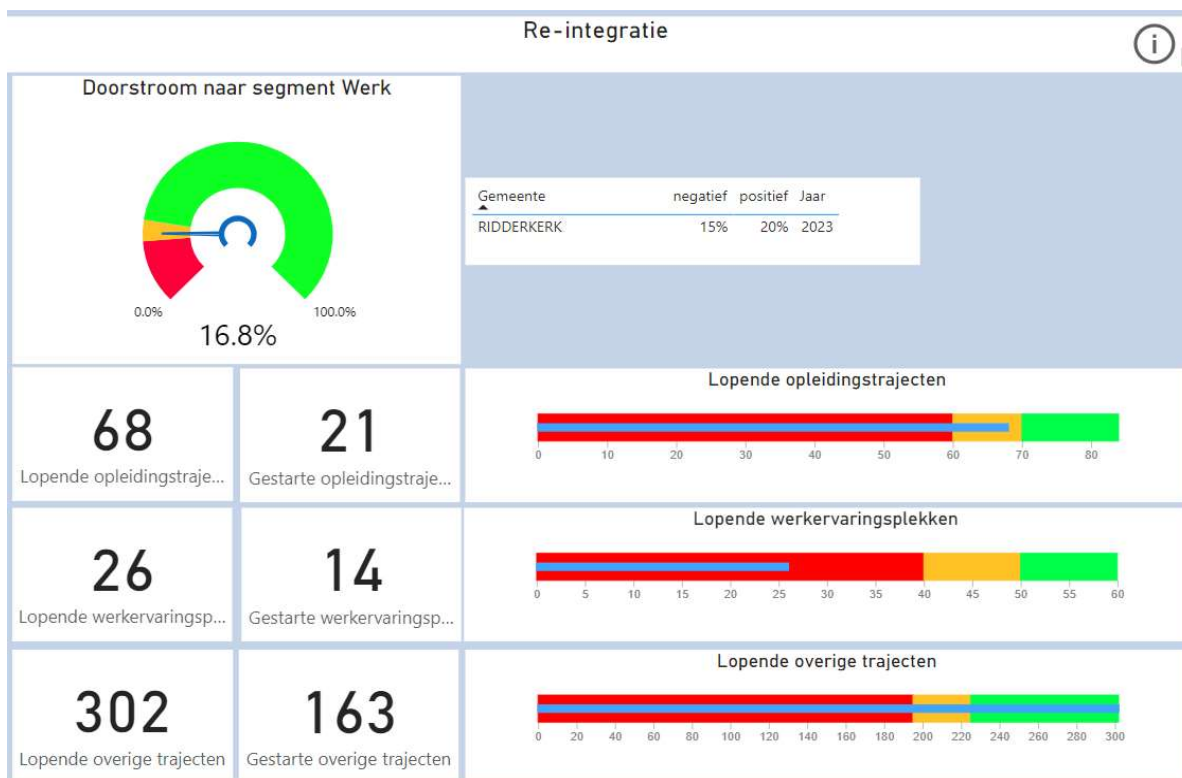 Re-integratie
i
Doorstroom naar segment Werk
0.0% 100.0%
16.8%
Gemeente negatief positief Jaar
RIDDERKERK 15% 20% 2023
68
Lopende opleidingstraje...
21
Gestarte opleidingstraje...
Lopende opleidingstrajecten
0 10 20 30 40 50 60 70 80
26
Lopende werkervaringsp...
14
Gestarte werkervaringsp...
Lopende werkervaringsplekken
0 5 10 15 20 25 30 35 40 45 50 55 60
302
Lopende overige trajecten
163
Gestarte overige trajecten
Lopende overige trajecten
0 20 40 60 80 100 120 140 160 180 200 220 240 260 280 300